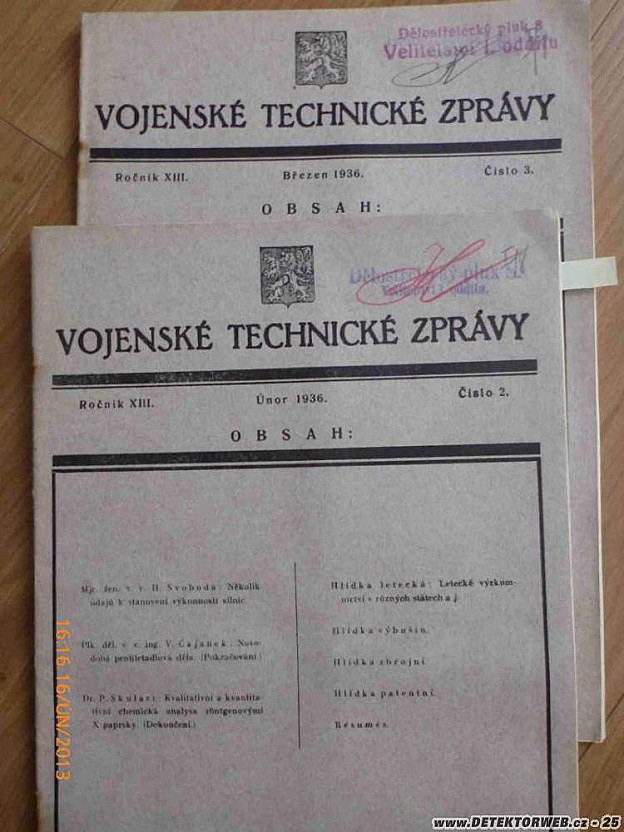 Dělostřelecký pluk 8
Velitelství I. oddílu
VOJENSKÉ TECHNICKÉ ZPRÁVY
Ročník XIII.
Březen 1936.
Číslo 3.
OBSAH:
Dělostřelecký pluk
VOJENSKÉ TECHNICKÉ ZPRÁVY
Ročník XIII.
Únor 1936.
Číslo 2.
OBSAH:
Mjr. žen. v. v. H. Svoboda: Několik
údajů k stanovení výkonnosti silnic.
Plk. děl. v. v. ing. V. Čajánek: Novo-
dobá protiletadlová děla. (Pokračování.)
Dr. P. Skulari: Kvalitativní a kvantita-
tivní chemická analysa röntgenovými
X paprsky. (Dokončení.)
Hlídka letecká: Letecké výzkum-
nictví v různých státech a j.
Hlídka výbušin.
Hlídka zbrojní.
Hlídka patentní.
Resumés.
16:16 16/ÚN/2013
www.DETEKTORWEB.cz - 25